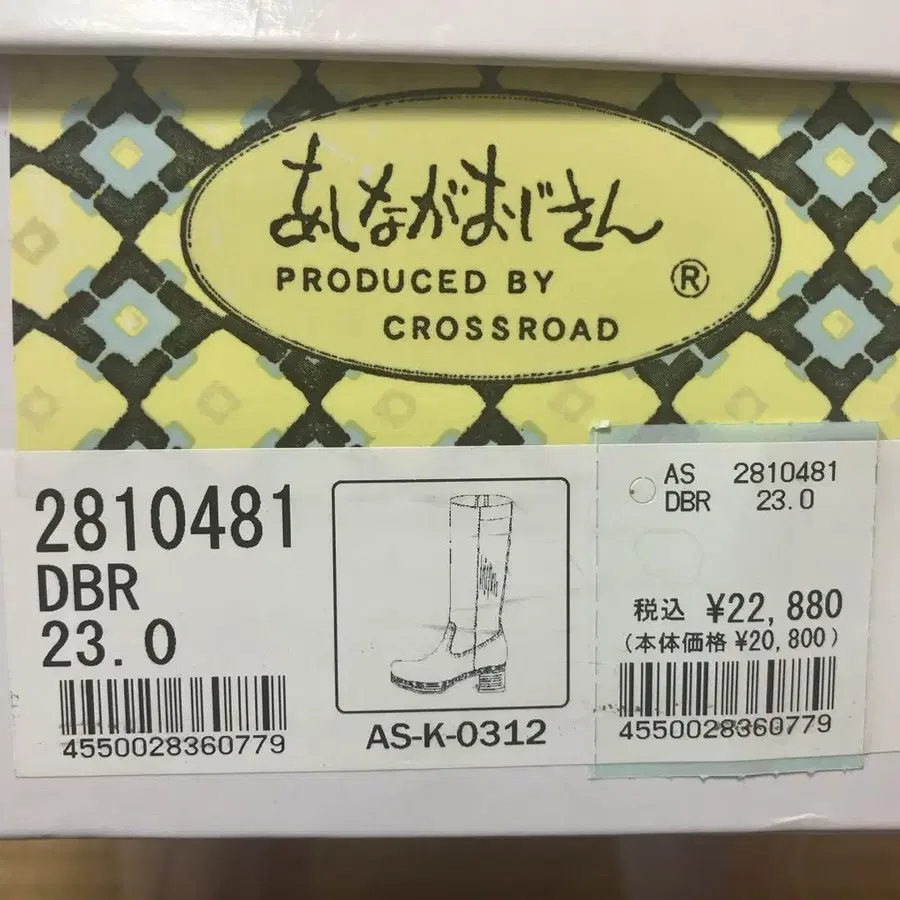 あしながおじさん
PRODUCED BY
®
CROSSROAD
2810481
DBR
23.0
4550028360779
AS-K-0312
AS 2810481
DBR 23.0
税込 ¥22,880
(本体価格 ¥20,800)
4550028360779